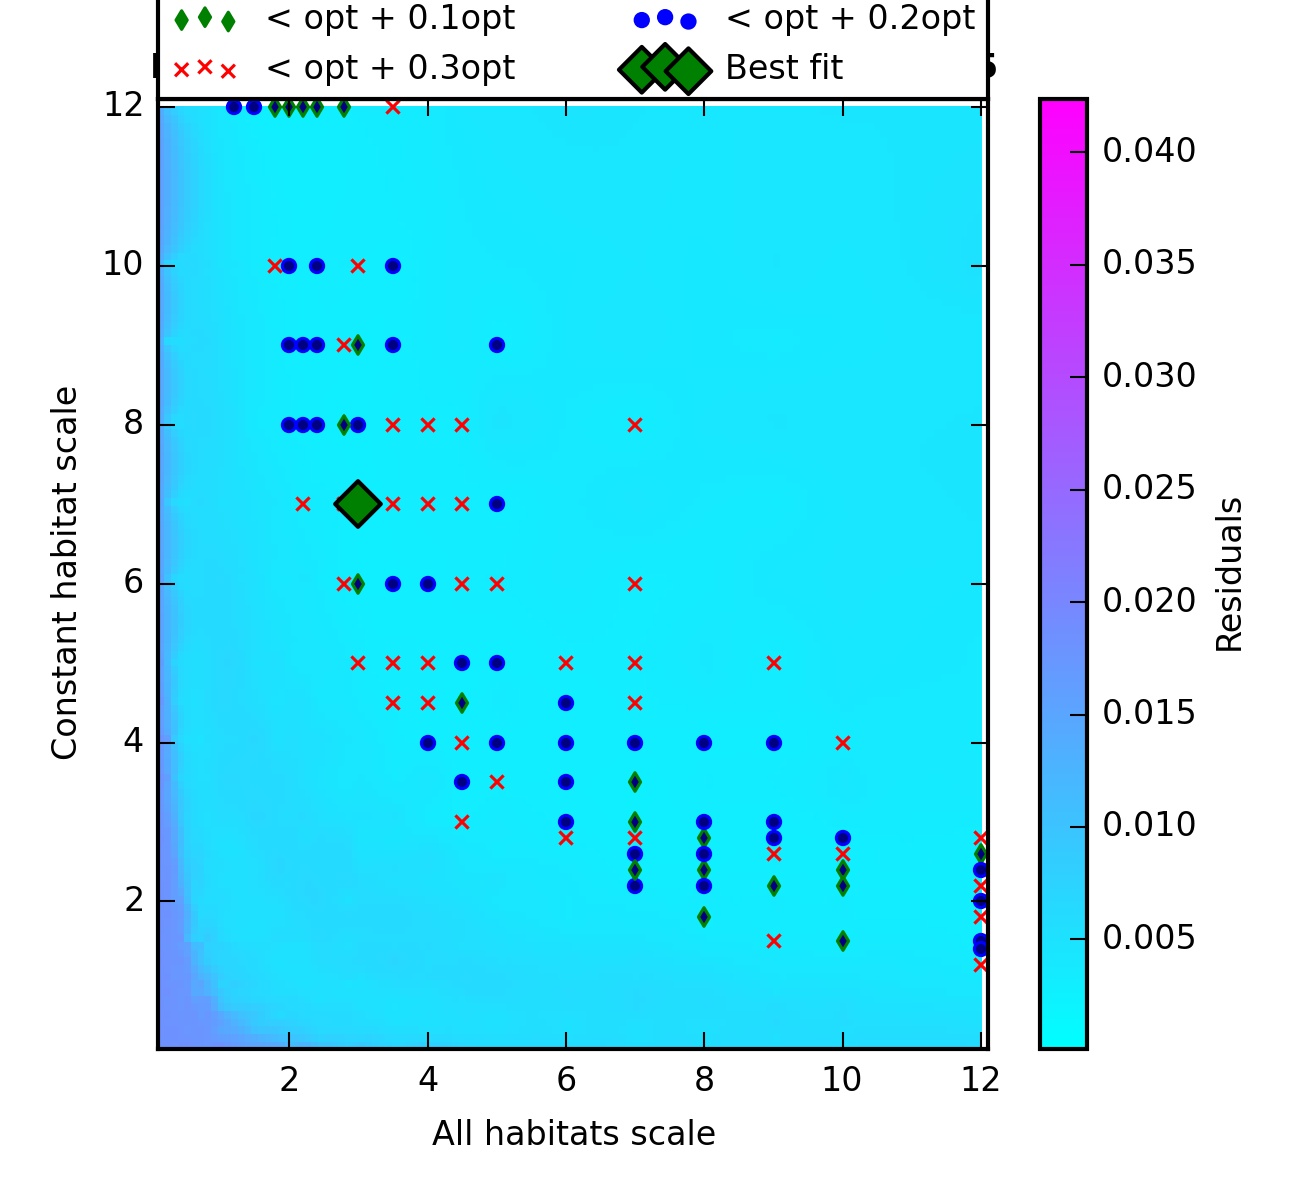 < opt + 0.1opt < opt + 0.2opt
< opt + 0.3opt Best fit
12
10
8
6
4
2
Constant habitat scale
2 4 6 8 10 12
All habitats scale
0.040
0.035
0.030
0.025
0.020
0.015
0.010
0.005
Residuals